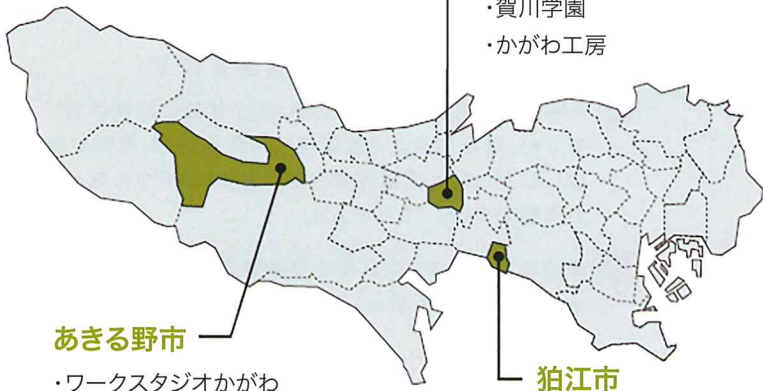 ・賀川学園
・かがわ工房
あきる野市
・ワークスタジオかがわ
狛江市